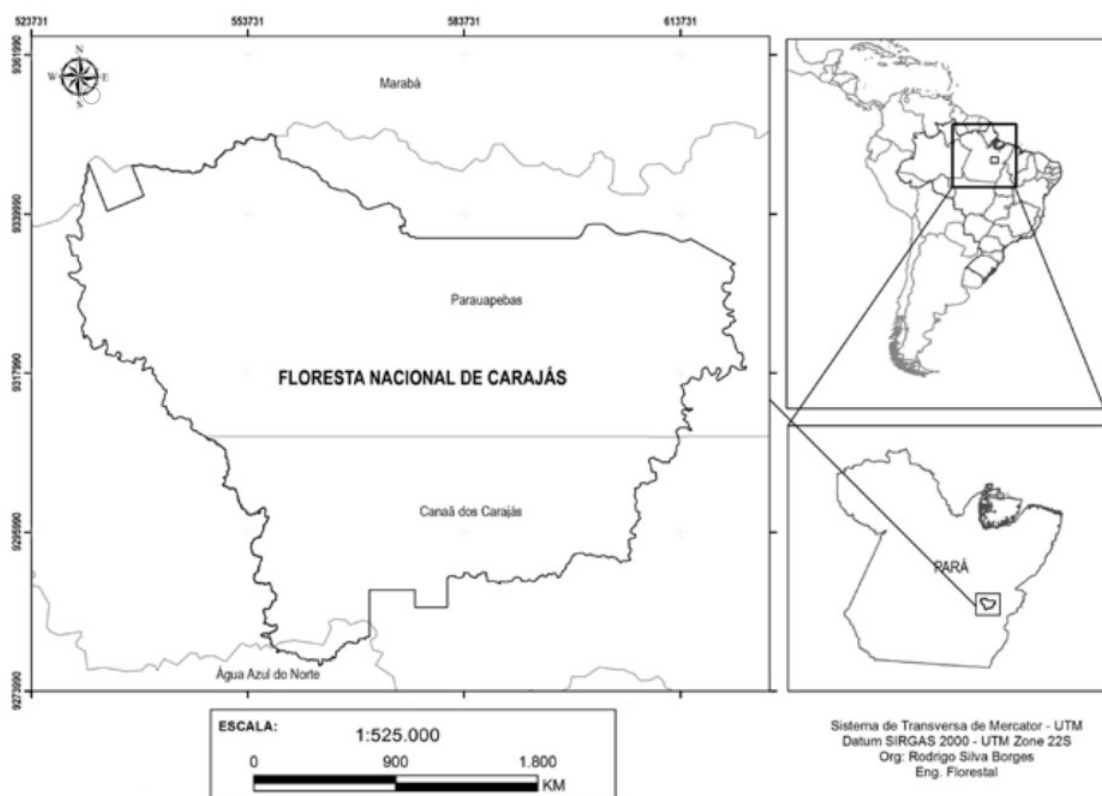 523731
553731
583731
613731
9361990
9339990
9317990
9295990
9273990
N
W E
S
Marabá
Parauapebas
FLORESTA NACIONAL DE CARAJÁS
Canaã dos Carajás
Água Azul do Norte
PARÁ
ESCALA:
1:525.000
0 900 1.800
KM
Sistema de Transversa de Mercator - UTM
Datum SIRGAS 2000 - UTM Zone 22S
Org: Rodrigo Silva Borges
Eng. Florestal